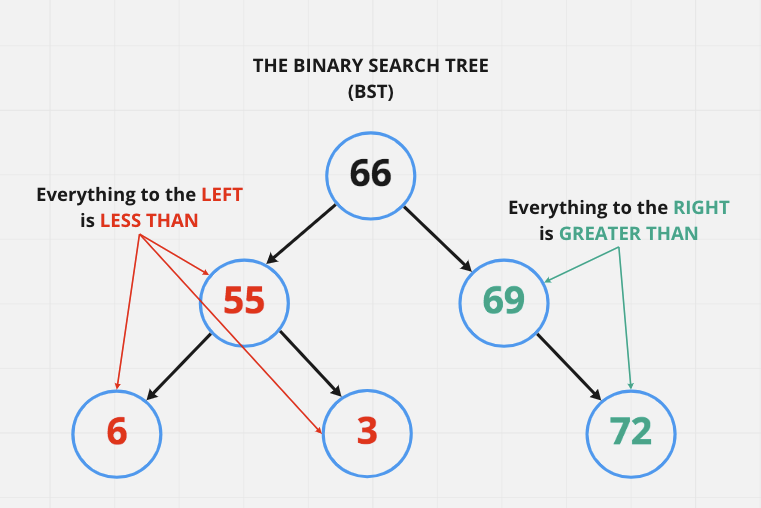 THE BINARY SEARCH TREE
(BST)
66
Everything to the LEFT
is LESS THAN
Everything to the RIGHT
is GREATER THAN
55
69
6
3
72